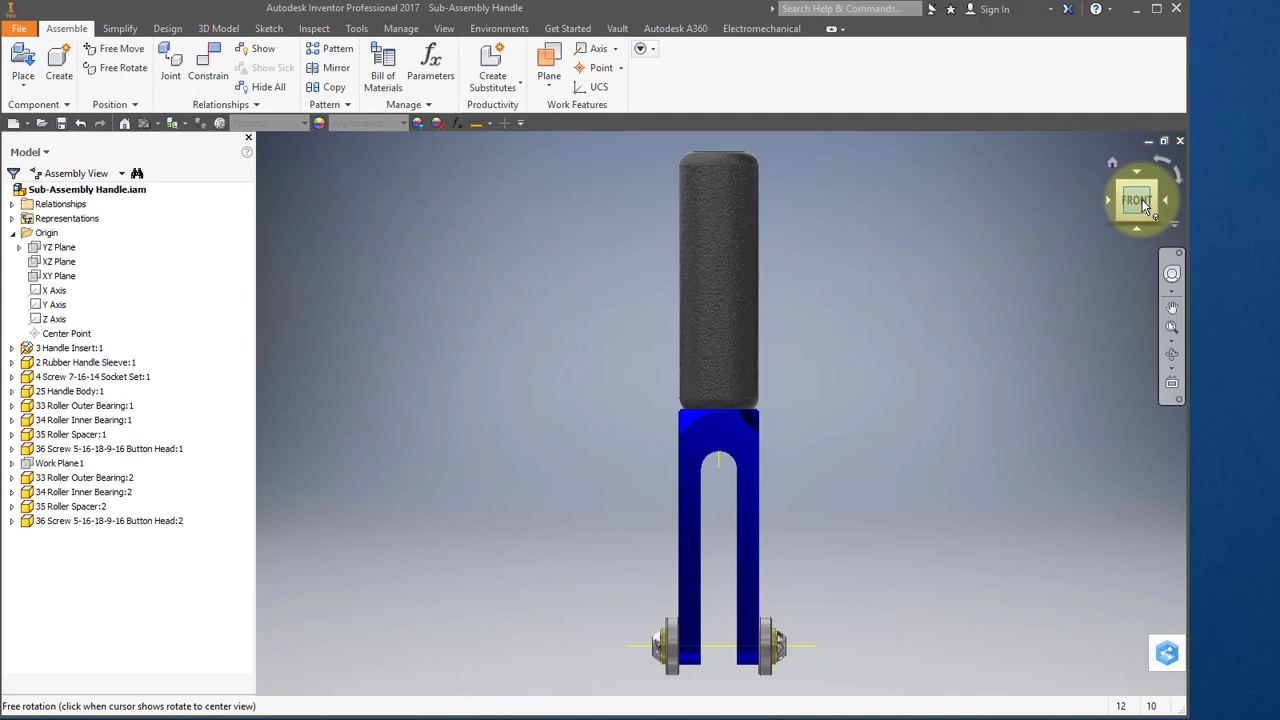 Autodesk Inventor Professional 2017 Sub-Assembly Handle
Search Help & Commands...
Sign In
File Assemble Simplify Design 3D Model Sketch Inspect Tools Manage View Environments Get Started Vault Autodesk A360 Electromechanical
PRO
Place
Create
Free Move
Free Rotate
Joint
Constrain
Show
Show Sick
Hide All
Pattern
Mirror
Copy
Bill of
Materials
Parameters
Create
Substitutes
Plane
Axis
Point
UCS
Component Position Relationships Pattern Manage Productivity Work Features
Material
Appearance
Model
Assembly View
Sub-Assembly Handle.iam
Relationships
Representations
Origin
YZ Plane
XZ Plane
XY Plane
X Axis
Y Axis
Z Axis
Center Point
3 Handle Insert:1
2 Rubber Handle Sleeve:1
4 Screw 7-16-14 Socket Set:1
25 Handle Body:1
33 Roller Outer Bearing:1
34 Roller Inner Bearing:1
35 Roller Spacer:1
36 Screw 5-16-18-9-16 Button Head:1
Work Plane1
33 Roller Outer Bearing:2
34 Roller Inner Bearing:2
35 Roller Spacer:2
36 Screw 5-16-18-9-16 Button Head:2
FRONT
Free rotation (click when cursor shows rotate to center view)
12 10